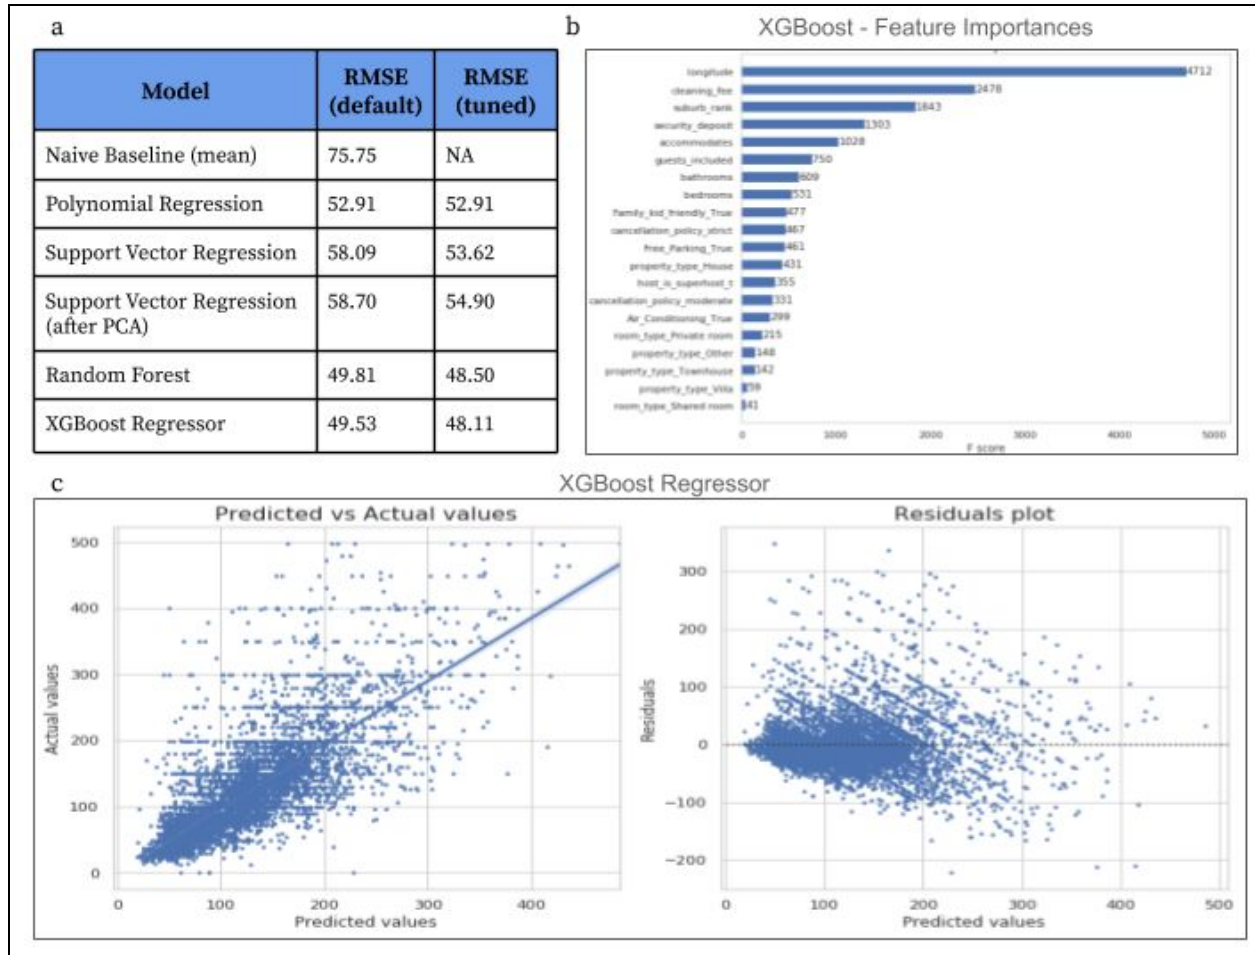 a
Model
RMSE
(default)
RMSE
(tuned)
Naive Baseline (mean)
75.75
NA
Polynomial Regression
52.91
52.91
Support Vector Regression
58.09
53.62
Support Vector Regression
(after PCA)
58.70
54.90
Random Forest
49.81
48.50
XGBoost Regressor
49.53
48.11
b
XGBoost - Feature Importances
longitude 4712
cleaning_fee 2478
suburb_rank 1843
security_deposit 1303
accommodates 1028
guests_included 750
bathrooms 609
bedrooms 531
Family_kid_friendly_True 477
cancellation_policy_strict 467
Free_Parking_True 461
property_type_House 431
host_is_superhost_t 355
cancellation_policy_moderate 331
Air_Conditioning_True 299
room_type_Private room 215
property_type_Other 148
property_type_Townhouse 142
property_type_Villa 59
room_type_Shared room 41
0 1000 2000 3000 4000 5000
F score
c
XGBoost Regressor
Predicted vs Actual values
Actual values
500
400
300
200
100
0
0 100 200 300 400
Predicted values
Residuals plot
Residuals
300
200
100
0
−100
−200
0 100 200 300 400 500
Predicted values